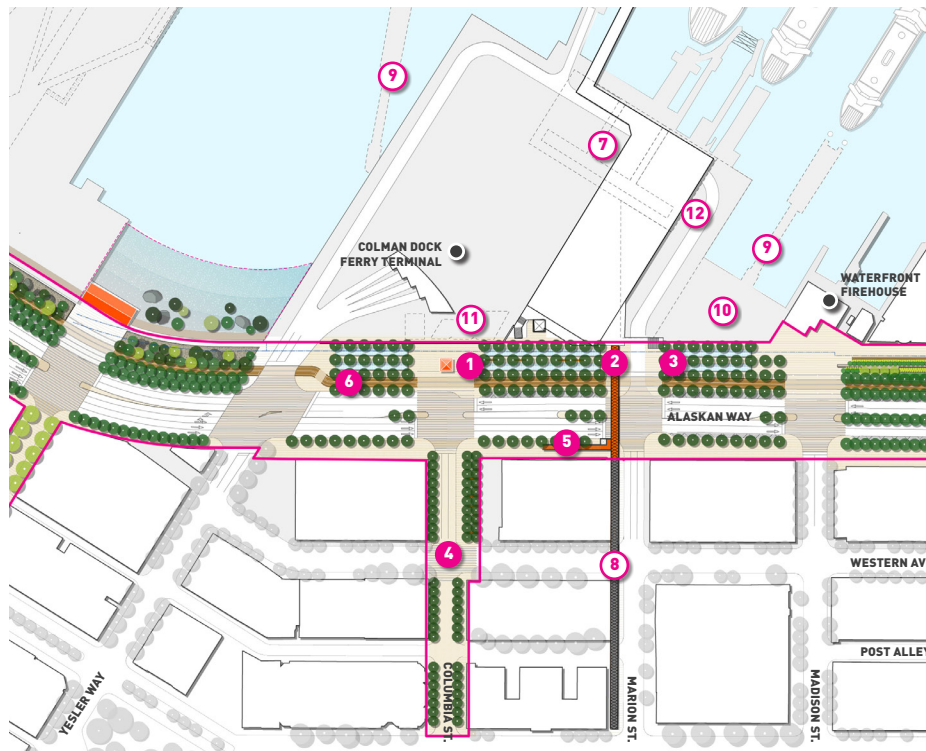 9
7
12
COLMAN DOCK
FERRY TERMINAL
9
WATERFRONT
FIREHOUSE
10
11
1
2
3
6
ALASKAN WAY
5
4
8
WESTERN AV
POST ALLEY
YESLER WAY
COLUMBIA ST.
MARION ST.
MADISON ST.